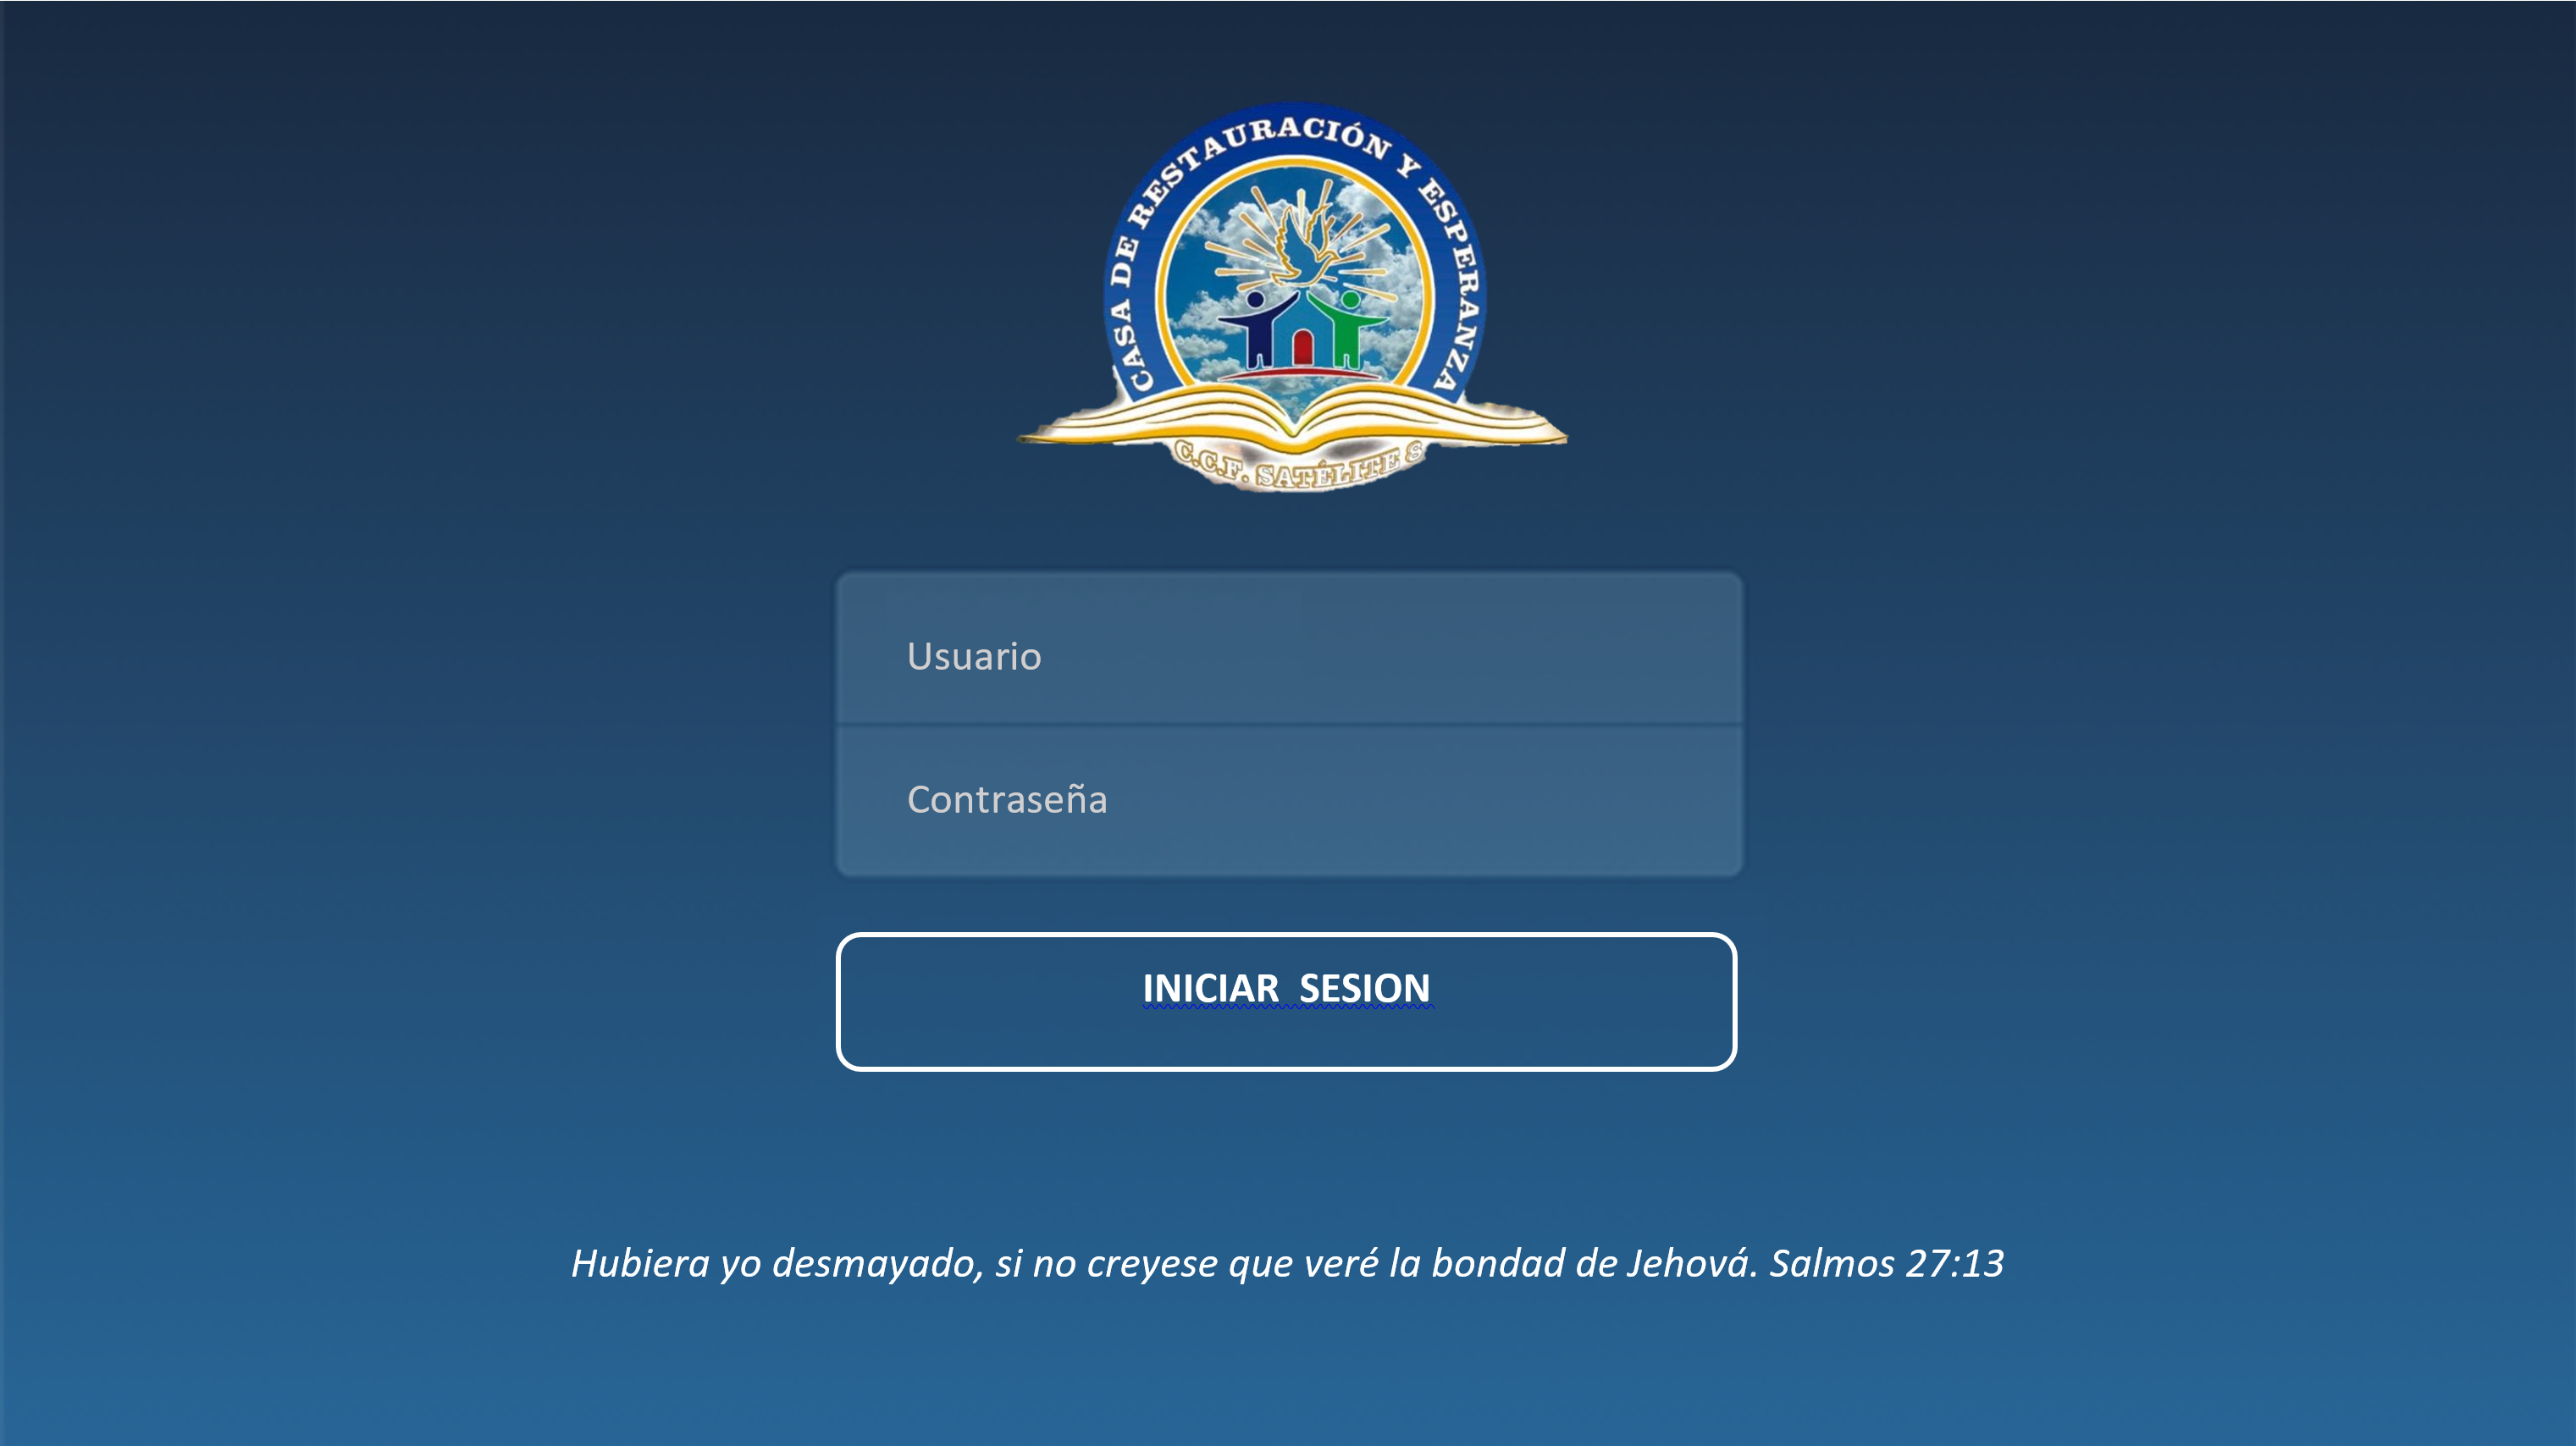 CASA DE RESTAURACIÓN Y ESPERANZA
C.C.F. SATÉLITE 8
Usuario
Contraseña
INICIAR  SESION
Hubiera yo desmayado, si no creyese que veré la bondad de Jehová. Salmos 27:13